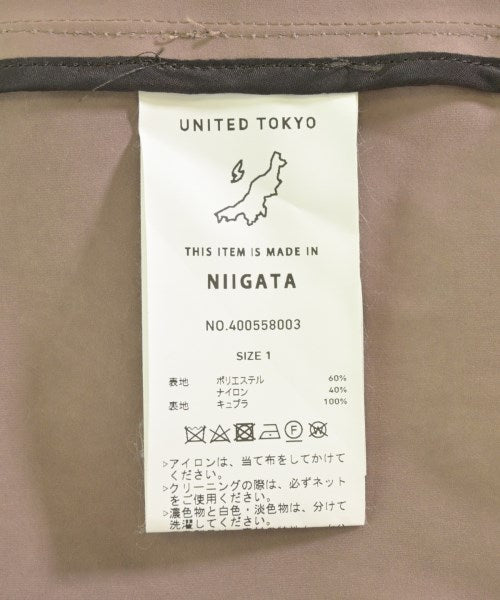 UNITED TOKYO
THIS ITEM IS MADE IN
NIIGATA
NO.400558003
SIZE 1
表地 ポリエステル 60%
ナイロン 40%
裏地 キュプラ 100%
>アイロンは、当て布をしてかけて
ください。
>クリーニングの際は、必ずネット
をご使用ください。
>濃色物と白色・淡色物は、分けて
洗濯してください。